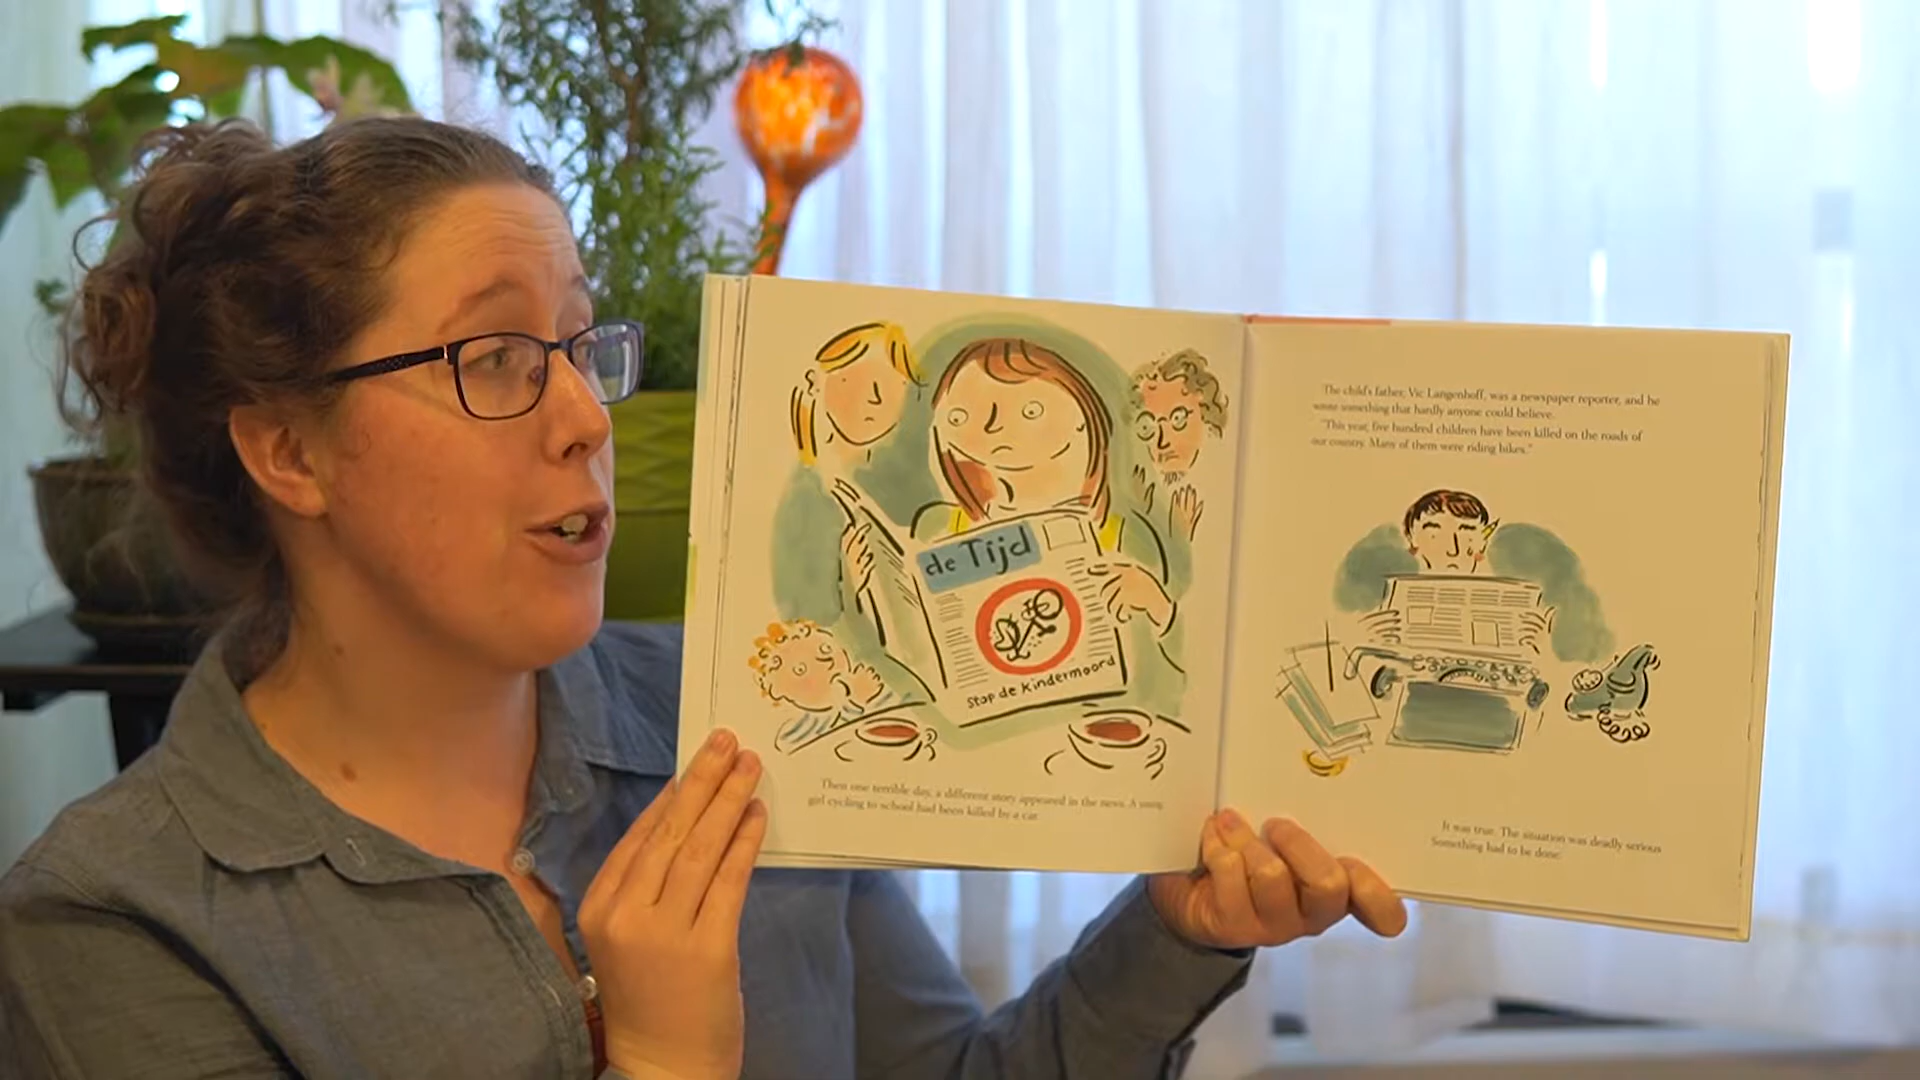 de Tijd
Stop de kindermoord
Then one terrible day, a different story appeared in the news. A young
girl cycling to school had been killed by a car.
The child's father, Vic Langenhoff, was a newspaper reporter, and he
wrote something that hardly anyone could believe.
"This year, five hundred children have been killed on the roads of
our country. Many of them were riding bikes."
It was true. The situation was deadly serious.
Something had to be done.